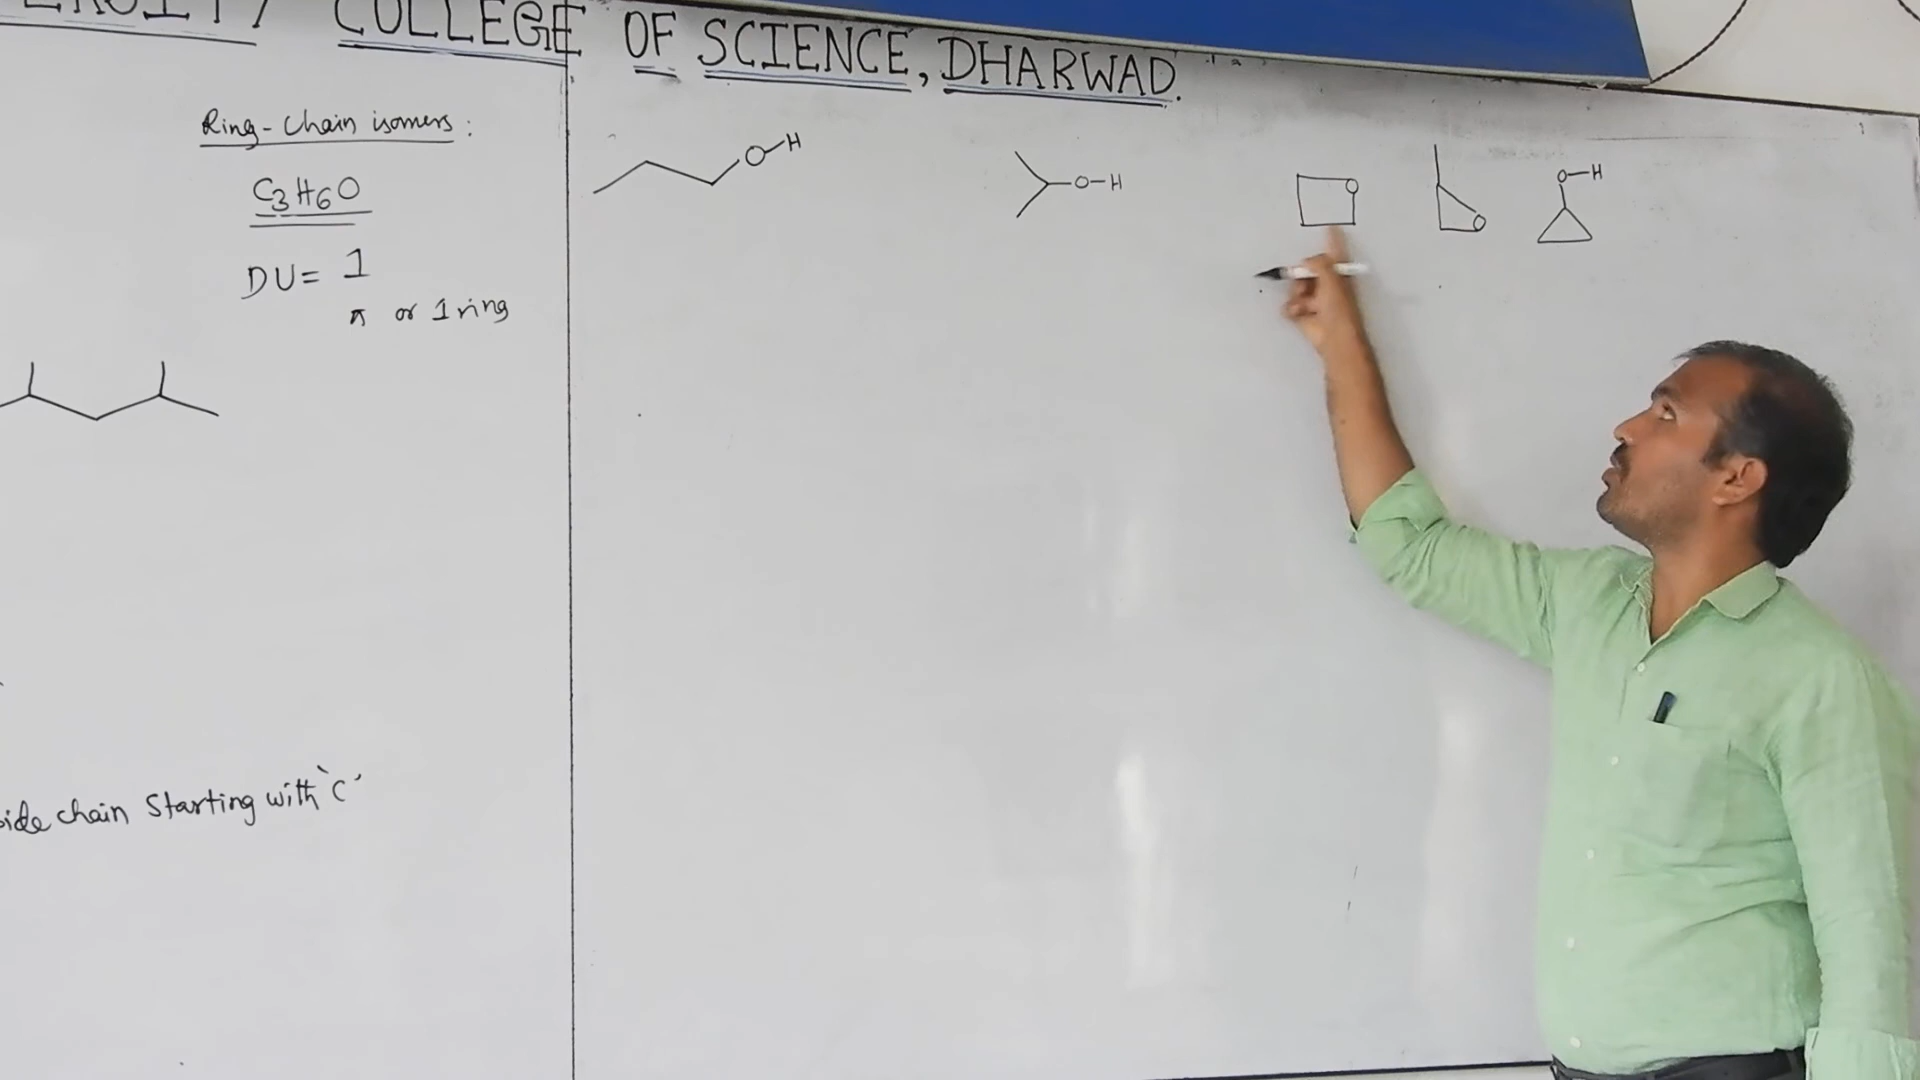 COLLEGE OF SCIENCE, DHARWAD.
Ring-Chain isomers:
C3H6O
DU= 1
π or 1 ring
O-H
O-H
O
O
O-H
side chain starting with `C´